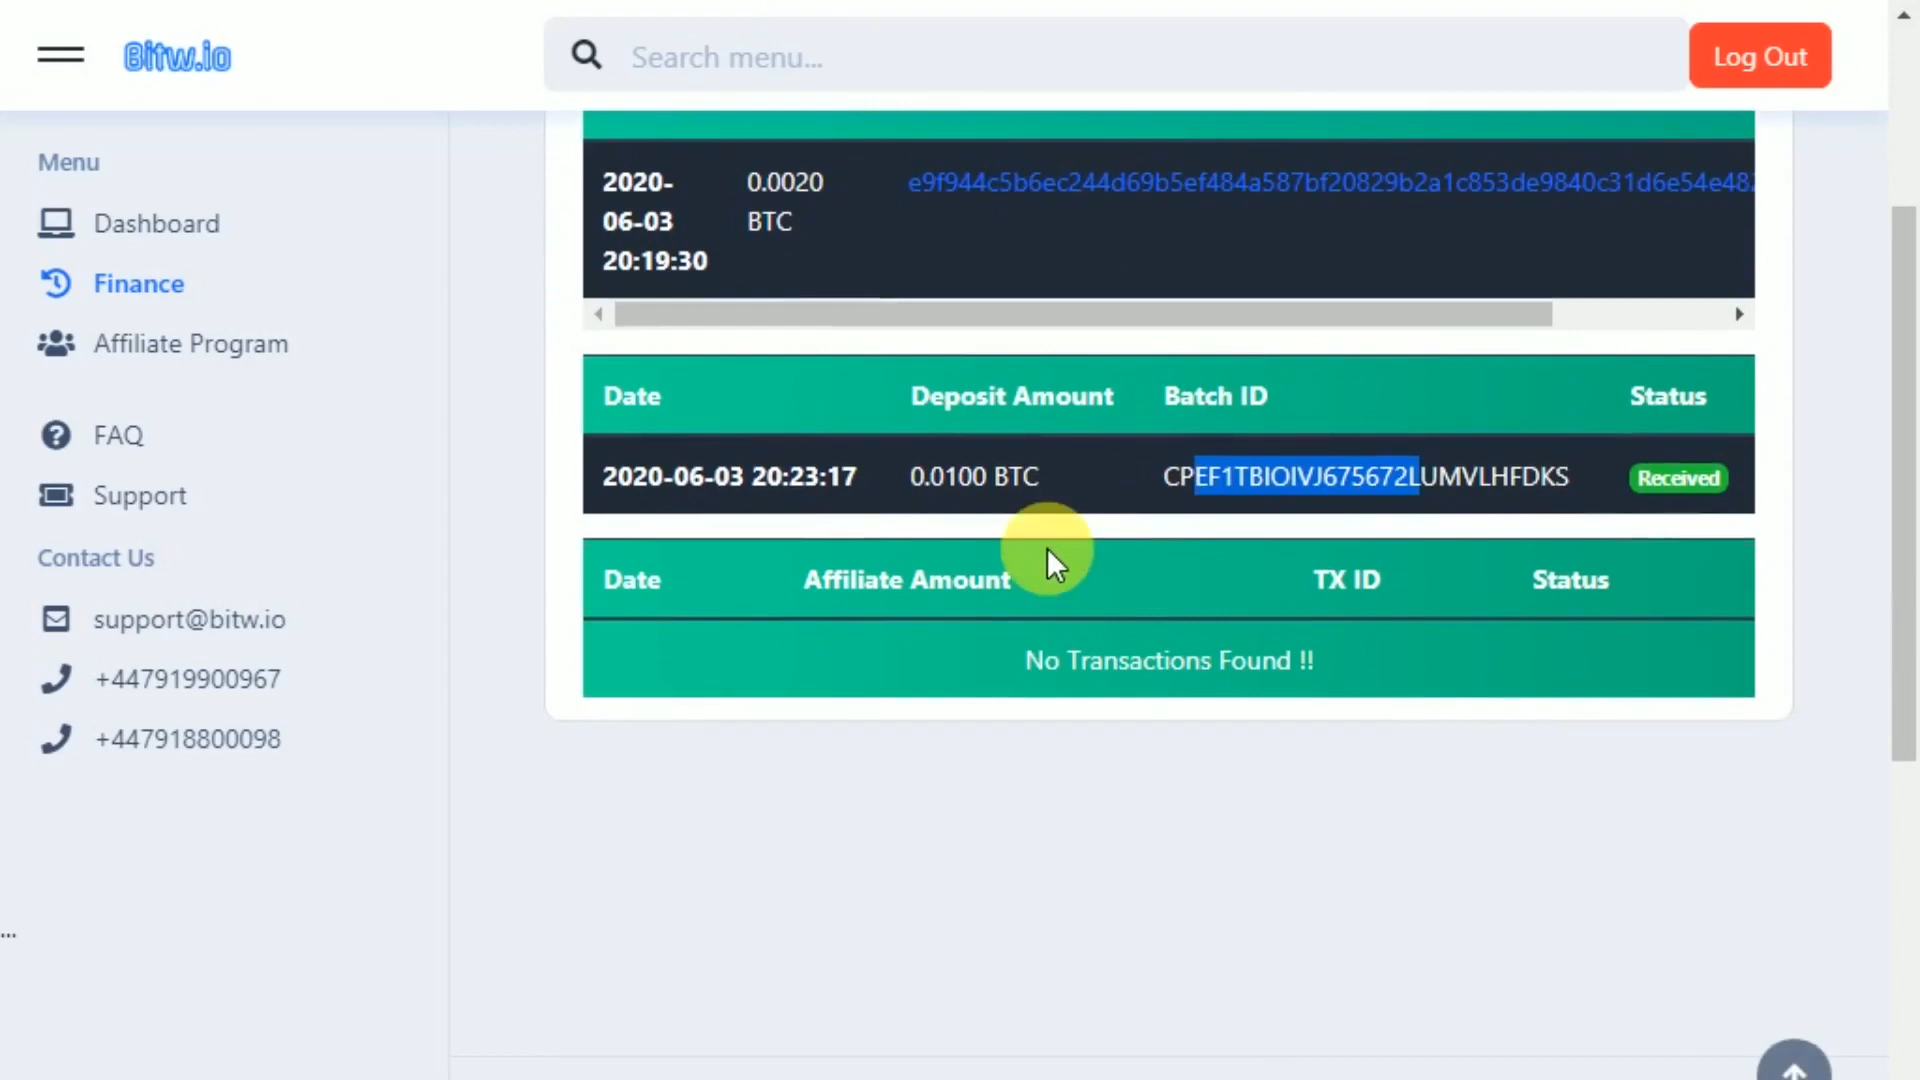 Bitw.io
Search menu...
Log Out
Menu
Dashboard
Finance
Affiliate Program
FAQ
Support
Contact Us
support@bitw.io
+447919900967
+447918800098
...
2020-
06-03
20:19:30
0.0020
BTC
e9f944c5b6ec244d69b5ef484a587bf20829b2a1c853de9840c31d6e54e48
Date Deposit Amount Batch ID Status
2020-06-03 20:23:17 0.0100 BTC CPEF1TBIOIVJ675672LUMVLHFDKS Received
Date Affiliate Amount TX ID Status
No Transactions Found !!